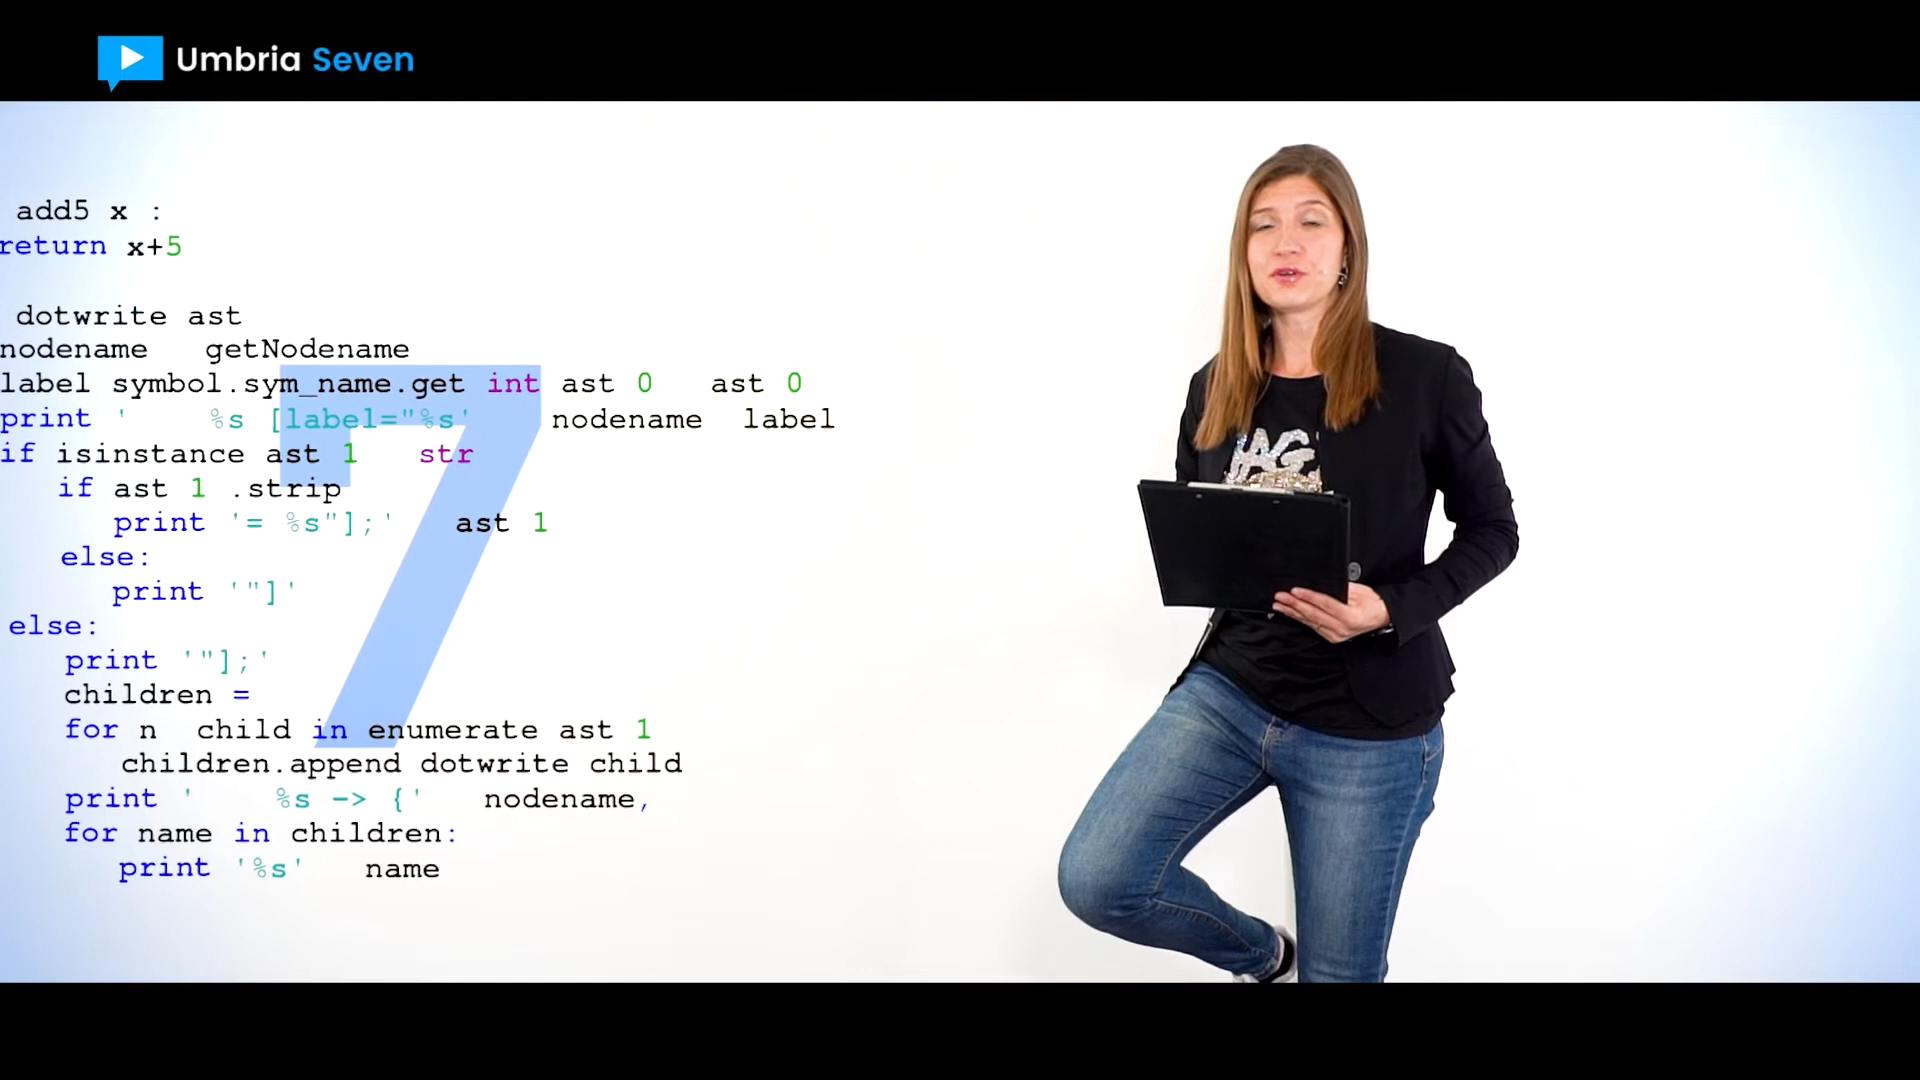 Umbria Seven
add5 x :
return x+5
dotwrite ast
nodename getNodename
label symbol.sym_name.get int ast 0 ast 0
print ' %s [label="%s' nodename label
if isinstance ast 1 str
if ast 1 .strip
print '= %s"];' ast 1
else:
print '"]'
else:
print '"];'
children =
for n child in enumerate ast 1
children.append dotwrite child
print ' %s -> {' nodename,
for name in children:
print '%s' name
7